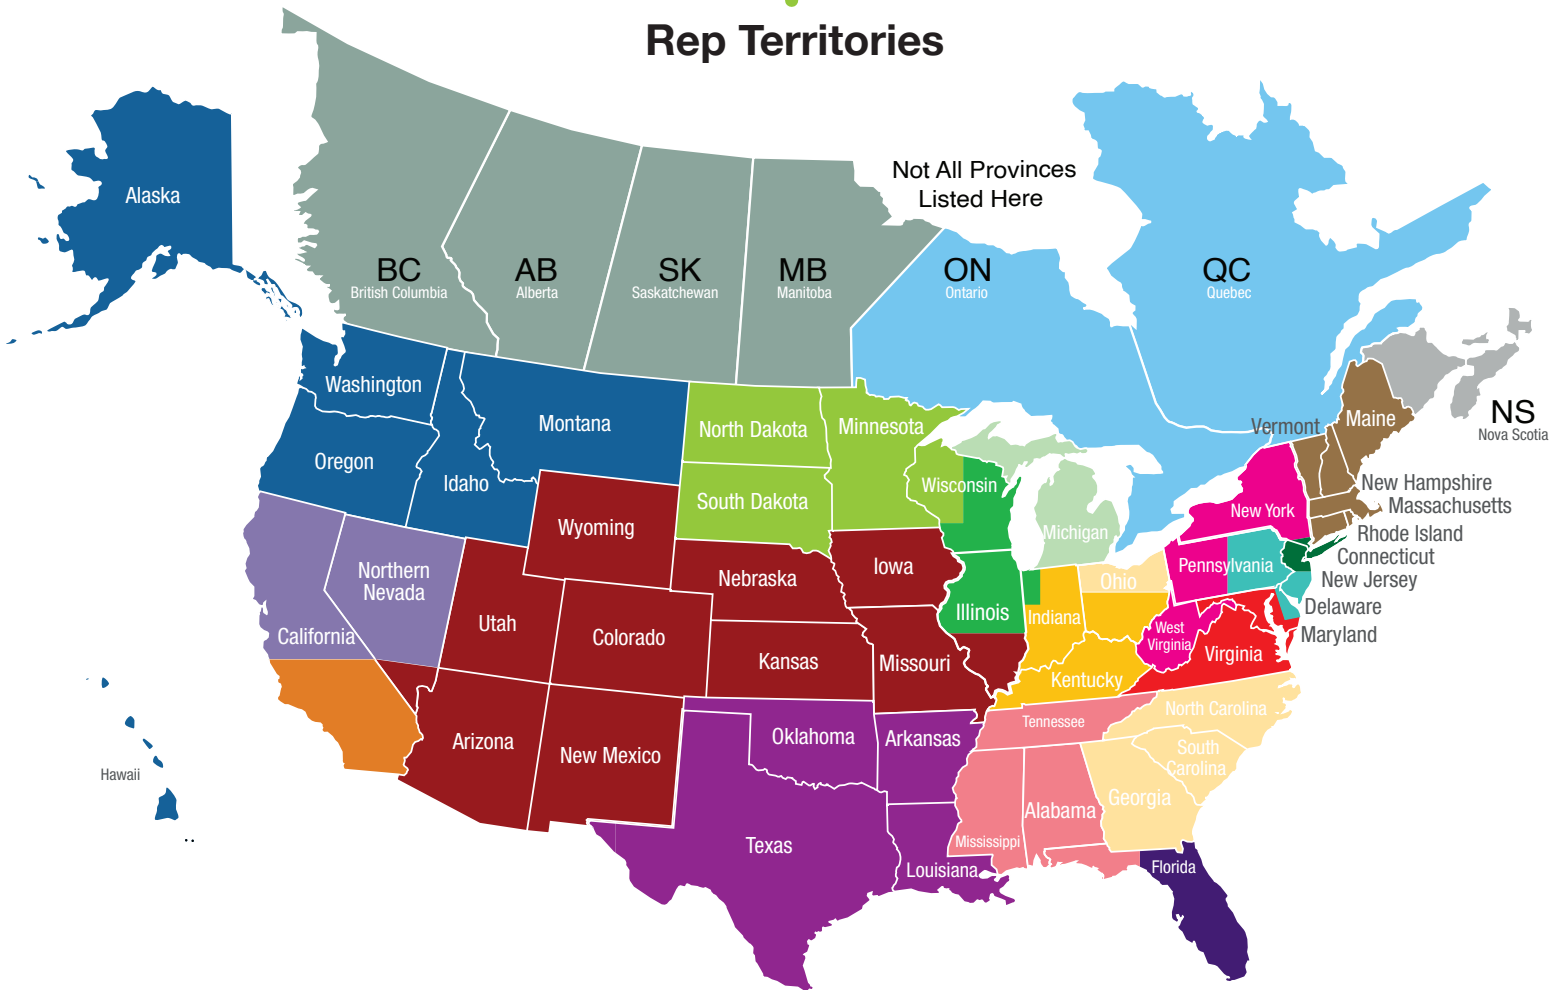 Rep Territories
Not All Provinces
Listed Here
Alaska
BC
British Columbia
AB
Alberta
SK
Saskatchewan
MB
Manitoba
ON
Ontario
QC
Quebec
NS
Nova Scotia
Washington
Oregon
Idaho
Montana
North Dakota
South Dakota
Minnesota
Wisconsin
Michigan
Vermont
Maine
New Hampshire
Massachusetts
Rhode Island
Connecticut
New Jersey
Delaware
Maryland
New York
Pennsylvania
Wyoming
Nebraska
Iowa
Illinois
Indiana
Ohio
West
Virginia
Virginia
Northern
Nevada
California
Utah
Colorado
Kansas
Missouri
Kentucky
Tennessee
North Carolina
South
Carolina
Arizona
New Mexico
Oklahoma
Arkansas
Texas
Louisiana
Mississippi
Alabama
Georgia
Florida
Hawaii